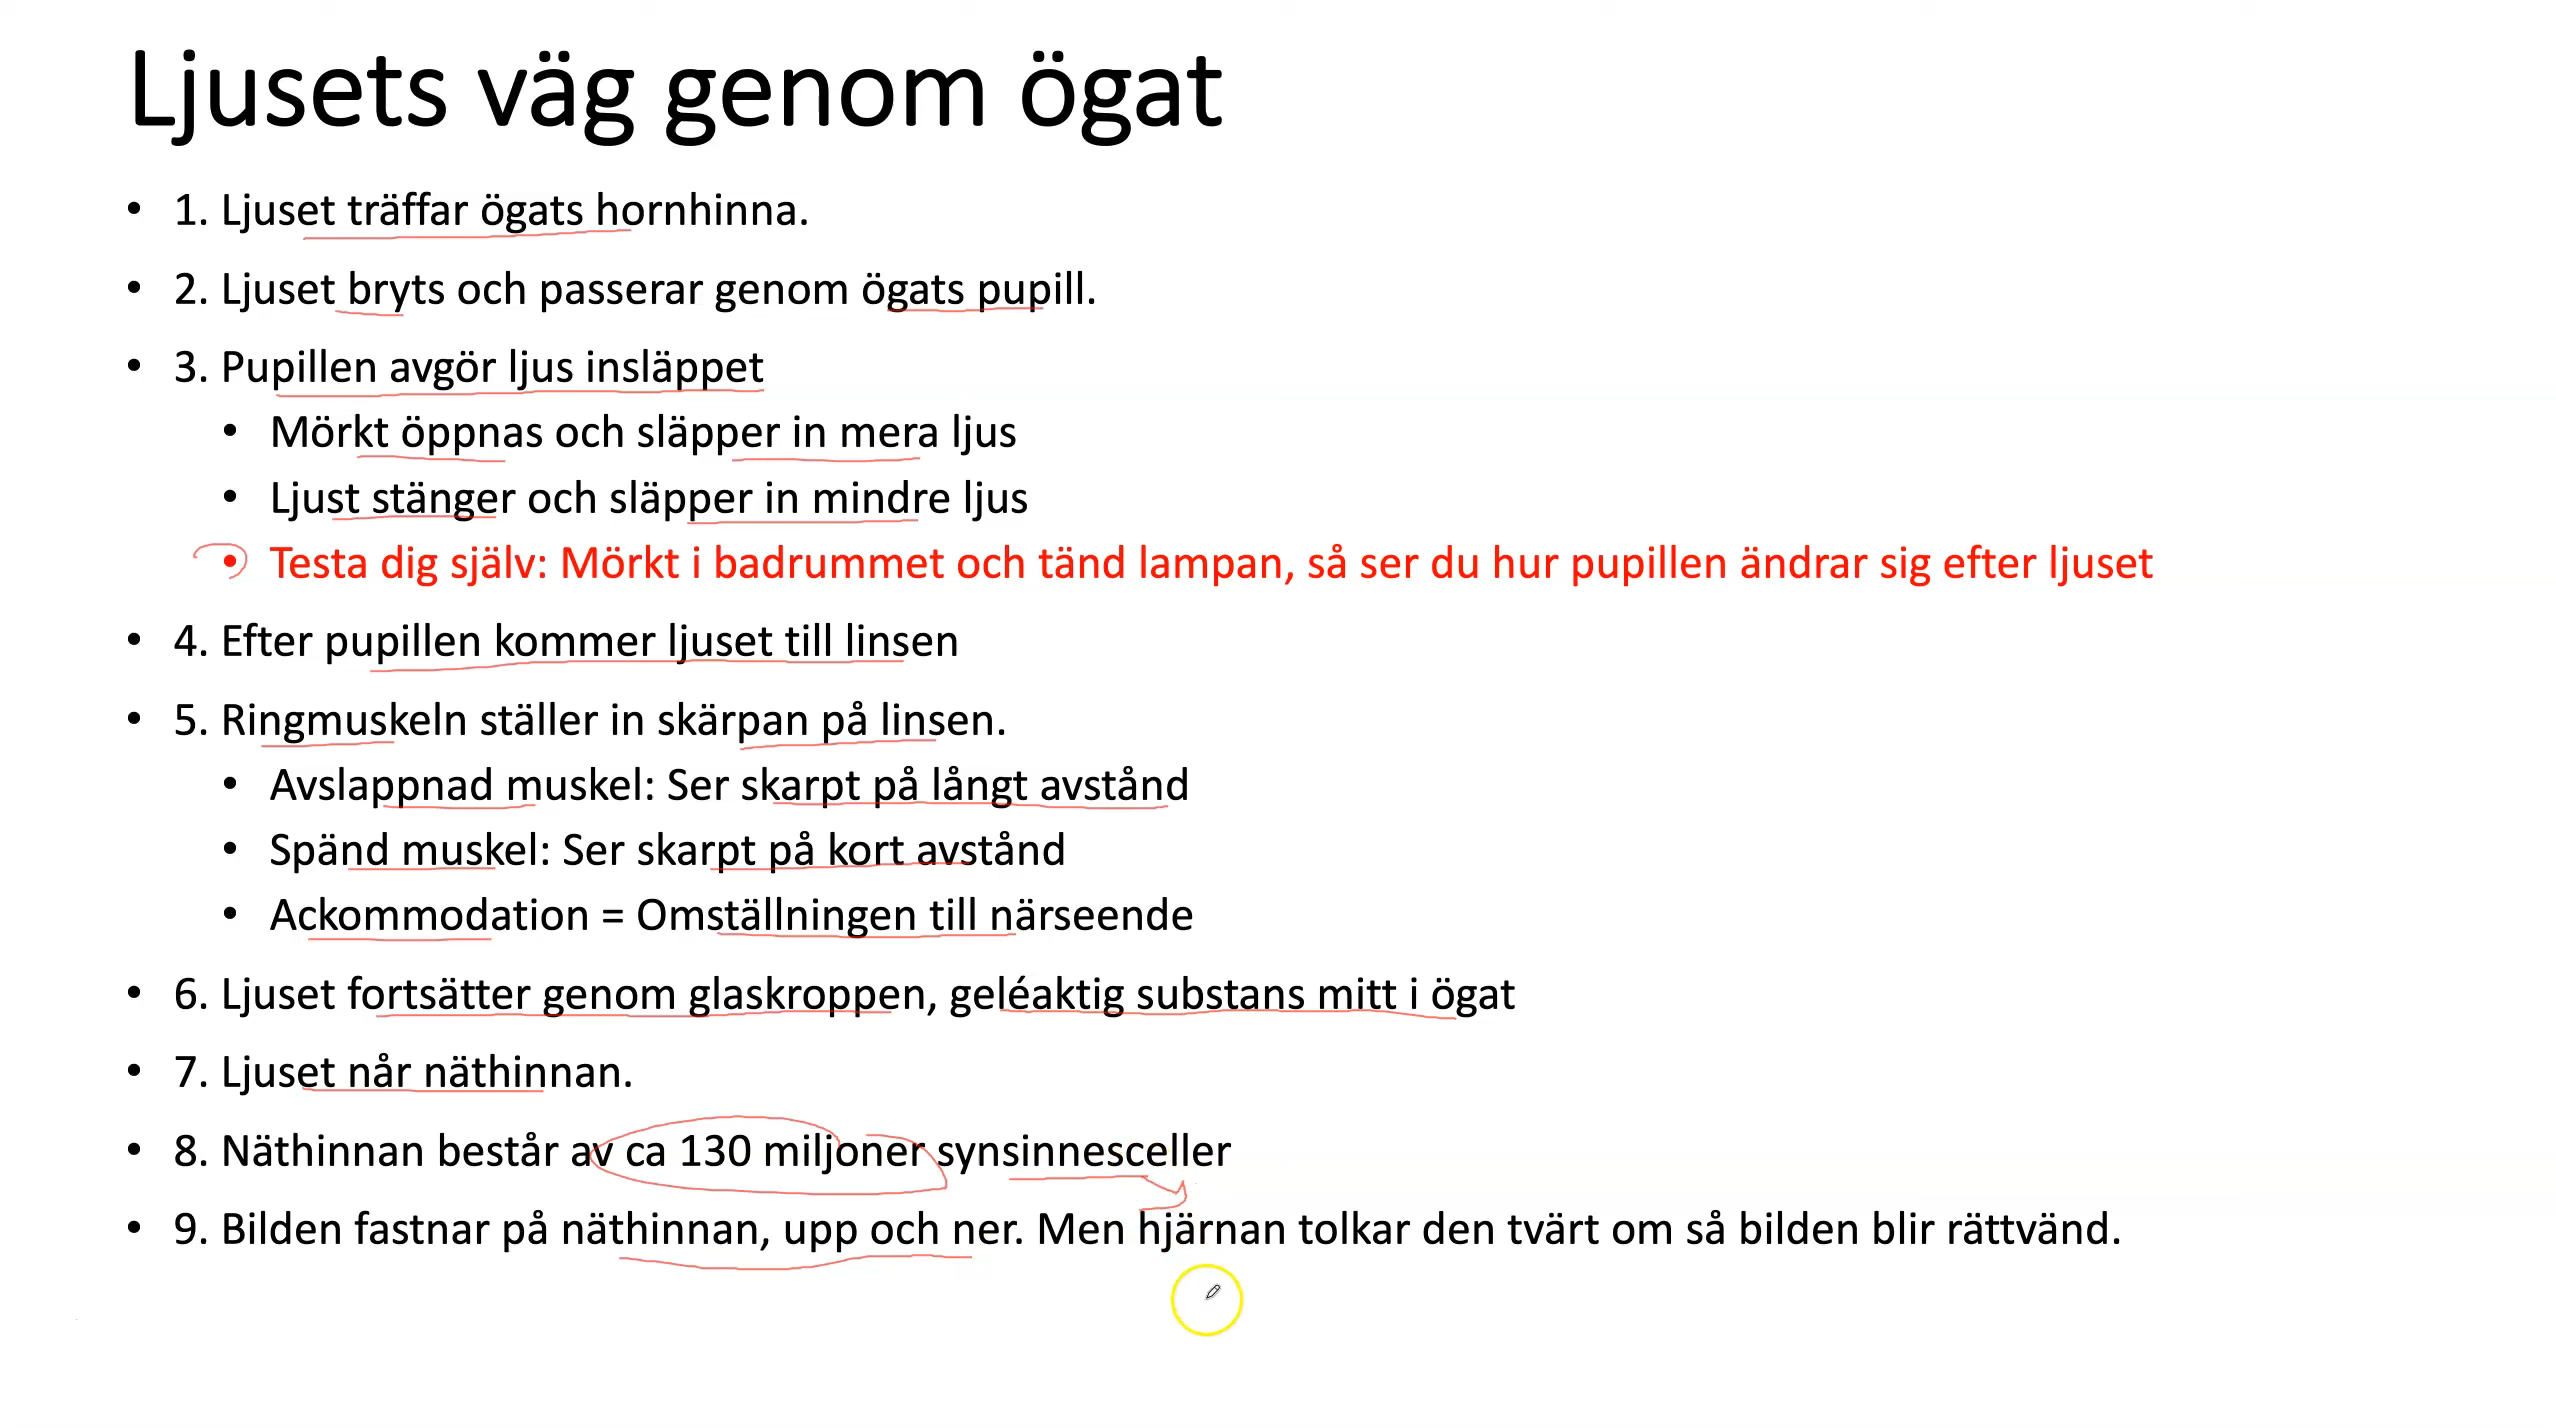 Ljusets väg genom ögat
• 1. Ljuset träffar ögats hornhinna.
• 2. Ljuset bryts och passerar genom ögats pupill.
• 3. Pupillen avgör ljus insläppet
• Mörkt öppnas och släpper in mera ljus
• Ljust stänger och släpper in mindre ljus
• Testa dig själv: Mörkt i badrummet och tänd lampan, så ser du hur pupillen ändrar sig efter ljuset
• 4. Efter pupillen kommer ljuset till linsen
• 5. Ringmuskeln ställer in skärpan på linsen.
• Avslappnad muskel: Ser skarpt på långt avstånd
• Spänd muskel: Ser skarpt på kort avstånd
• Ackommodation = Omställningen till närseende
• 6. Ljuset fortsätter genom glaskroppen, geléaktig substans mitt i ögat
• 7. Ljuset når näthinnan.
• 8. Näthinnan består av ca 130 miljoner synsinnesceller
• 9. Bilden fastnar på näthinnan, upp och ner. Men hjärnan tolkar den tvärt om så bilden blir rättvänd.